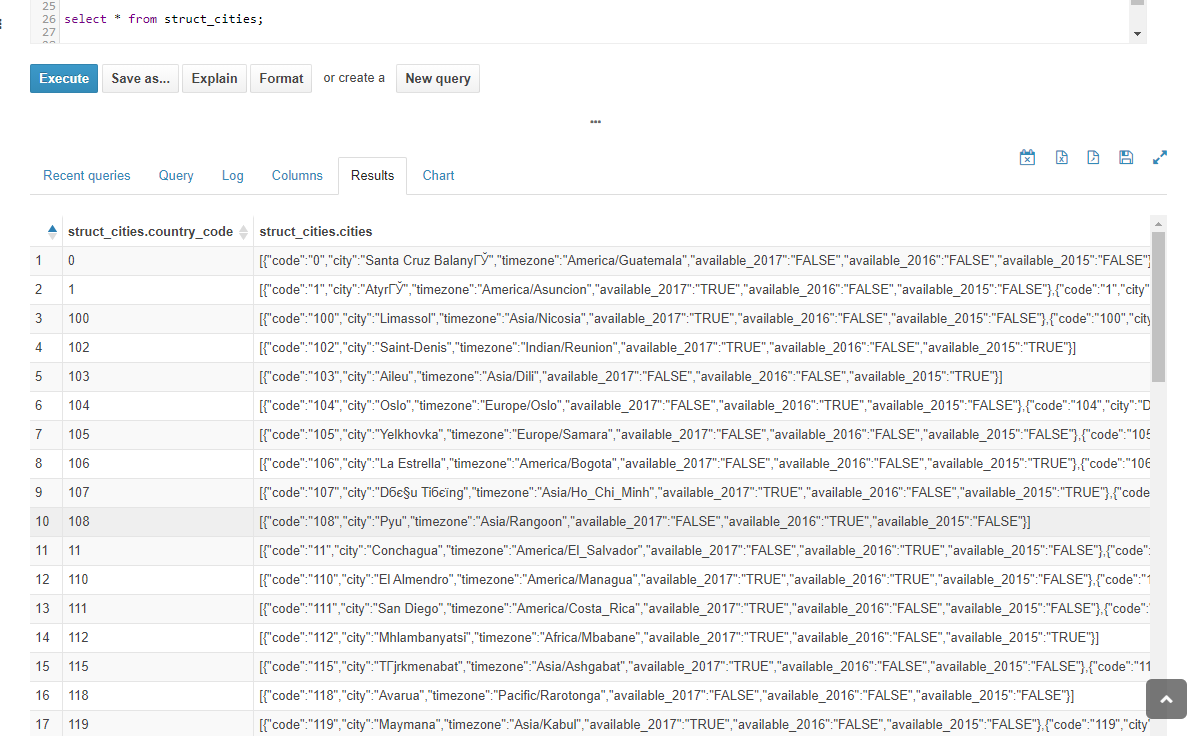 25
26 select * from struct_cities;
27
Execute Save as... Explain Format or create a New query
Recent queries Query Log Columns Results Chart
struct_cities.country_code struct_cities.cities
1 0 [{"code":"0","city":"Santa Cruz BalanyГЎ","timezone":"America/Guatemala","available_2017":"FALSE","available_2016":"FALSE","available_2015":"FALSE"}
2 1 [{"code":"1","city":"AtyrГЎ","timezone":"America/Asuncion","available_2017":"TRUE","available_2016":"FALSE","available_2015":"FALSE"},{"code":"1","city"
3 100 [{"code":"100","city":"Limassol","timezone":"Asia/Nicosia","available_2017":"TRUE","available_2016":"FALSE","available_2015":"FALSE"},{"code":"100","city
4 102 [{"code":"102","city":"Saint-Denis","timezone":"Indian/Reunion","available_2017":"TRUE","available_2016":"FALSE","available_2015":"TRUE"}]
5 103 [{"code":"103","city":"Aileu","timezone":"Asia/Dili","available_2017":"FALSE","available_2016":"FALSE","available_2015":"TRUE"}]
6 104 [{"code":"104","city":"Oslo","timezone":"Europe/Oslo","available_2017":"FALSE","available_2016":"TRUE","available_2015":"FALSE"},{"code":"104","city":"D
7 105 [{"code":"105","city":"Yelkhovka","timezone":"Europe/Samara","available_2017":"FALSE","available_2016":"FALSE","available_2015":"FALSE"},{"code":"105
8 106 [{"code":"106","city":"La Estrella","timezone":"America/Bogota","available_2017":"FALSE","available_2016":"FALSE","available_2015":"TRUE"},{"code":"106
9 107 [{"code":"107","city":"Dбє§u Tiбєїng","timezone":"Asia/Ho_Chi_Minh","available_2017":"TRUE","available_2016":"FALSE","available_2015":"TRUE"},{"code
10 108 [{"code":"108","city":"Pyu","timezone":"Asia/Rangoon","available_2017":"FALSE","available_2016":"TRUE","available_2015":"FALSE"}]
11 11 [{"code":"11","city":"Conchagua","timezone":"America/El_Salvador","available_2017":"FALSE","available_2016":"TRUE","available_2015":"FALSE"},{"code":
12 110 [{"code":"110","city":"El Almendro","timezone":"America/Managua","available_2017":"TRUE","available_2016":"TRUE","available_2015":"FALSE"},{"code":"
13 111 [{"code":"111","city":"San Diego","timezone":"America/Costa_Rica","available_2017":"TRUE","available_2016":"FALSE","available_2015":"FALSE"},{"code":
14 112 [{"code":"112","city":"Mhlambanyatsi","timezone":"Africa/Mbabane","available_2017":"TRUE","available_2016":"FALSE","available_2015":"TRUE"}]
15 115 [{"code":"115","city":"TГјrkmenabat","timezone":"Asia/Ashgabat","available_2017":"TRUE","available_2016":"FALSE","available_2015":"FALSE"},{"code":"11
16 118 [{"code":"118","city":"Avarua","timezone":"Pacific/Rarotonga","available_2017":"FALSE","available_2016":"FALSE","available_2015":"FALSE"}]
17 119 [{"code":"119","city":"Maymana","timezone":"Asia/Kabul","available_2017":"TRUE","available_2016":"FALSE","available_2015":"FALSE"},{"code":"119","city